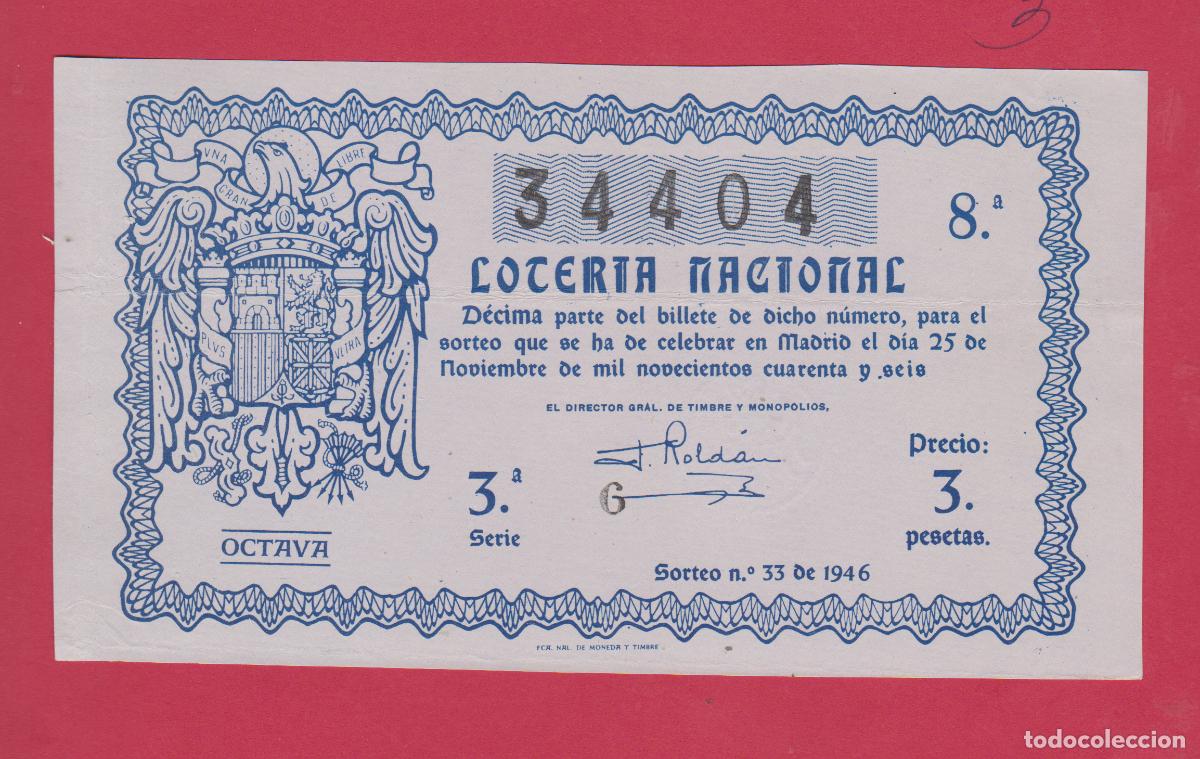 3
VNA GRANDE LIBRE
34404
8.ª
LOTERIA NACIONAL
Décima parte del billete de dicho número, para el
sorteo que se ha de celebrar en Madrid el día 25 de
Noviembre de mil novecientos cuarenta y seis
PLVS VLTRA
EL DIRECTOR GRAL. DE TIMBRE Y MONOPOLIOS,
F. Roldán
Precio:
3.ª
6
3.
Serie
pesetas.
OCTAVA
Sorteo n.º 33 de 1946
FCA. NAL. DE MONEDA Y TIMBRE
todocoleccion